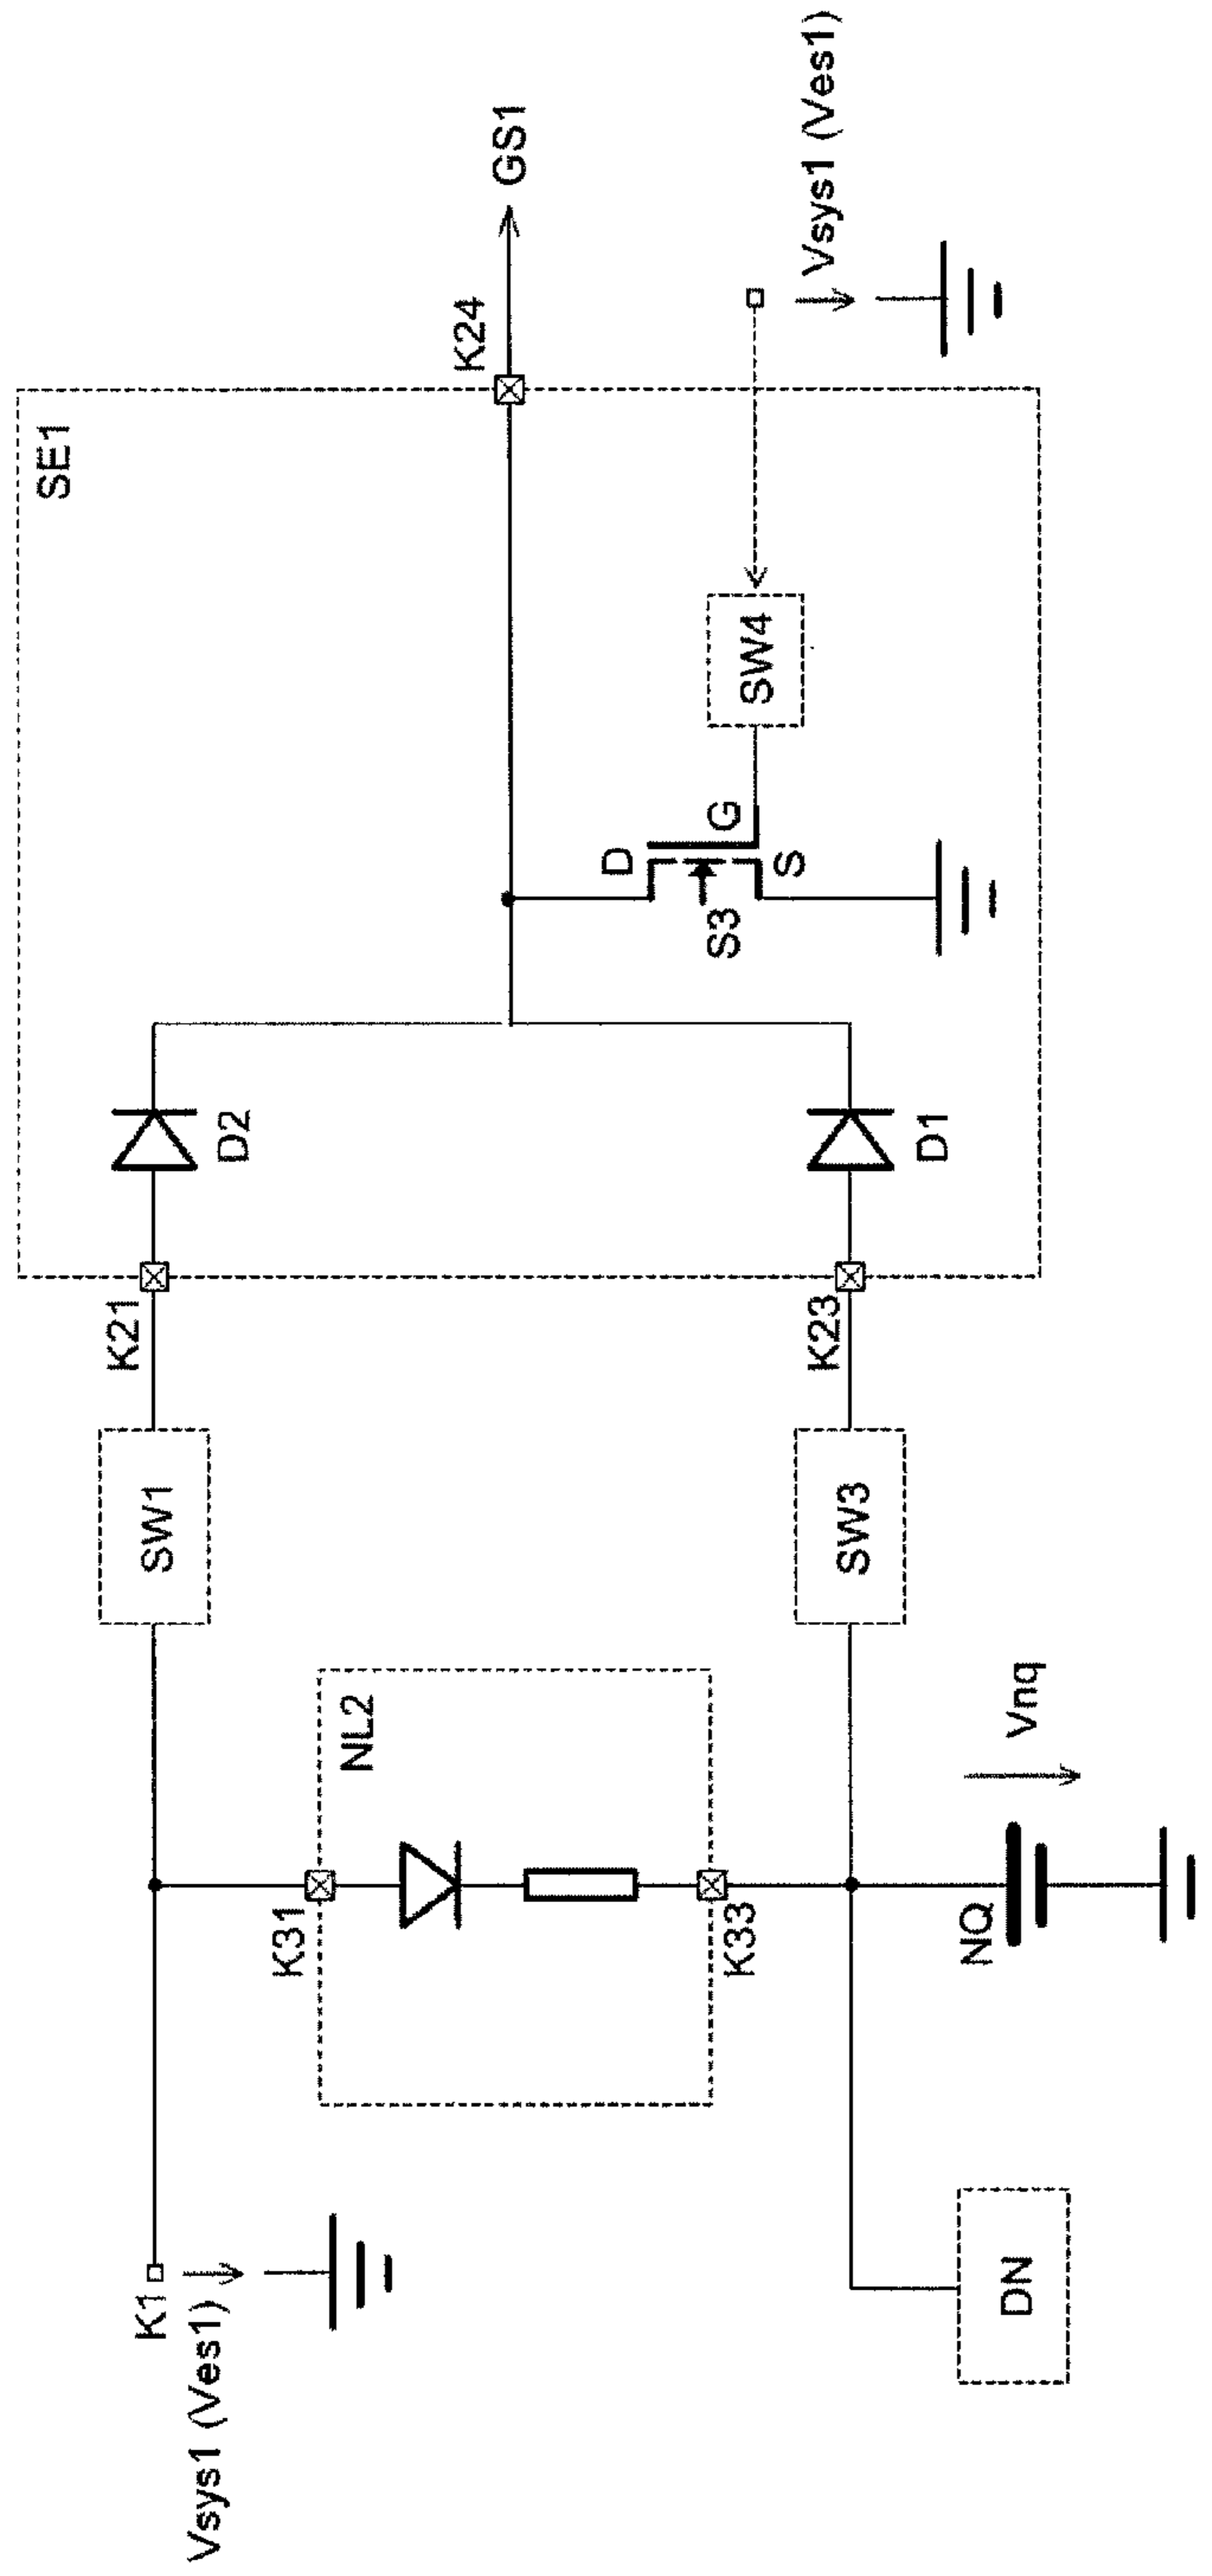 SE1
K1
Vsys1 (Ves1)
SW1
K21
D2
K24
GS1
K31
NL2
K33
S3
D
G
S
SW4
Vsys1 (Ves1)
SW3
K23
D1
NQ
Vnq
DN